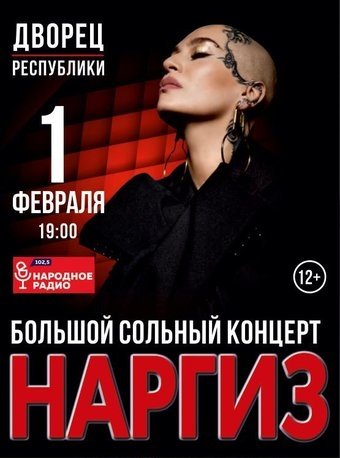 ДВОРЕЦ
РЕСПУБЛИКИ
1
ФЕВРАЛЯ
19:00
102,5
НАРОДНОЕ
РАДИО
12+
БОЛЬШОЙ СОЛЬНЫЙ КОНЦЕРТ
НАРГИЗ